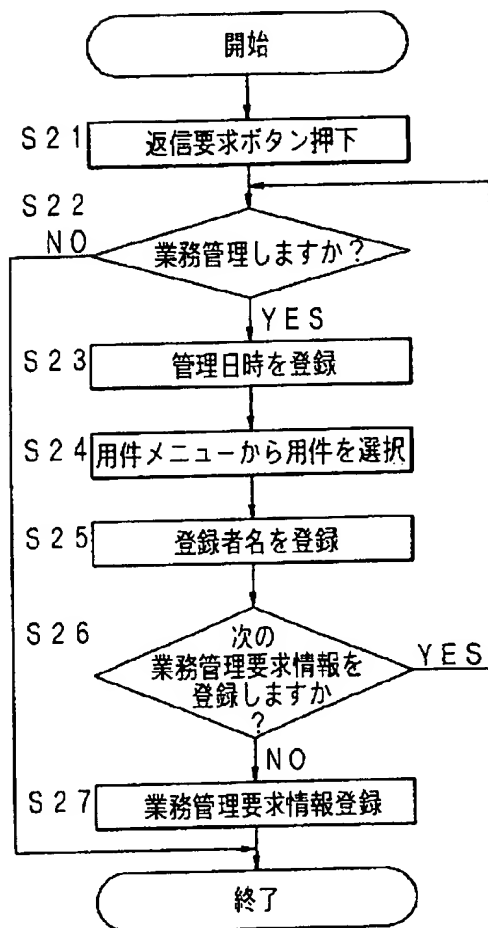 開始
S21
返信要求ボタン押下
S22
NO
業務管理しますか?
YES
S23
管理日時を登録
S24
用件メニューから用件を選択
S25
登録者名を登録
S26
次の
業務管理要求情報を
登録しますか
?
YES
NO
S27
業務管理要求情報登録
終了